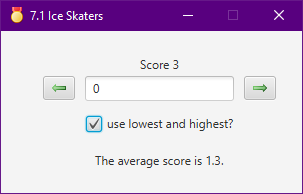 7.1 Ice Skaters
Score 3
0
use lowest and highest?
The average score is 1.3.